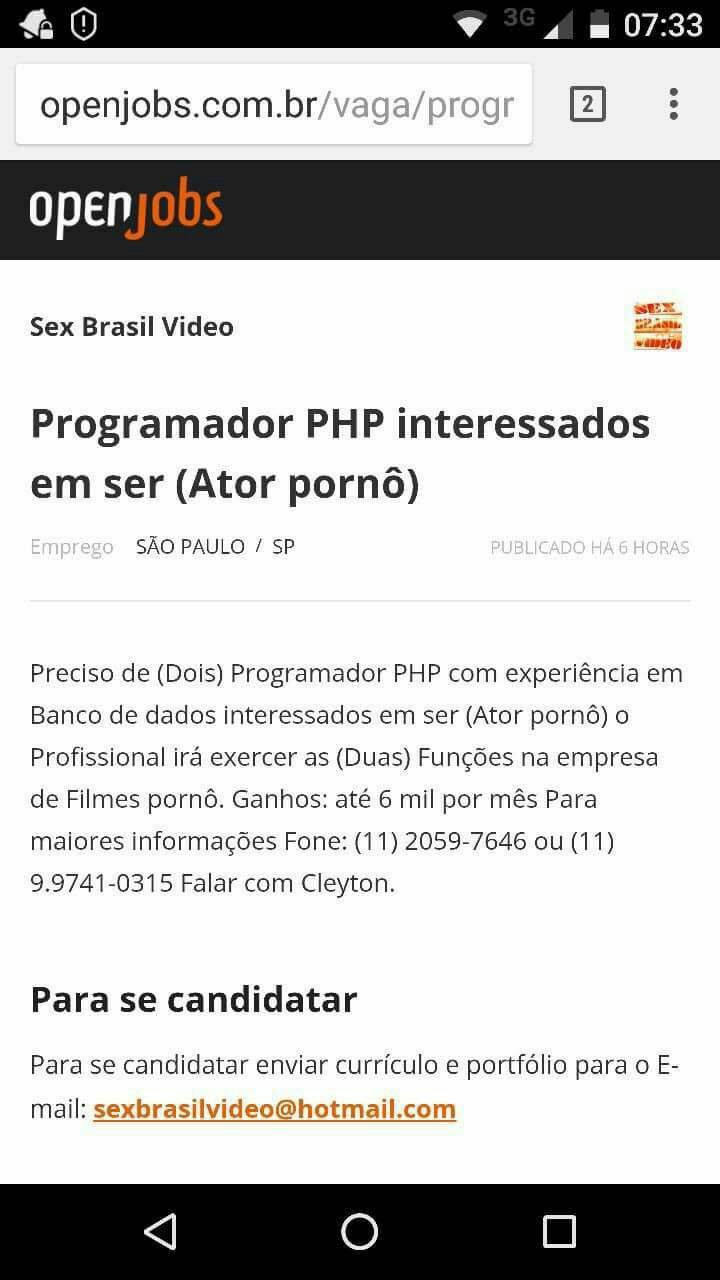 3G 07:33
openjobs.com.br/vaga/progr
2
openjobs
Sex Brasil Video
SEX
BRASIL
VIDEO
Programador PHP interessados
em ser (Ator pornô)
Emprego SÃO PAULO / SP PUBLICADO HÁ 6 HORAS
Preciso de (Dois) Programador PHP com experiência em
Banco de dados interessados em ser (Ator pornô) o
Profissional irá exercer as (Duas) Funções na empresa
de Filmes pornô. Ganhos: até 6 mil por mês Para
maiores informações Fone: (11) 2059-7646 ou (11)
9.9741-0315 Falar com Cleyton.
Para se candidatar
Para se candidatar enviar currículo e portfólio para o E-
mail: sexbrasilvideo@hotmail.com